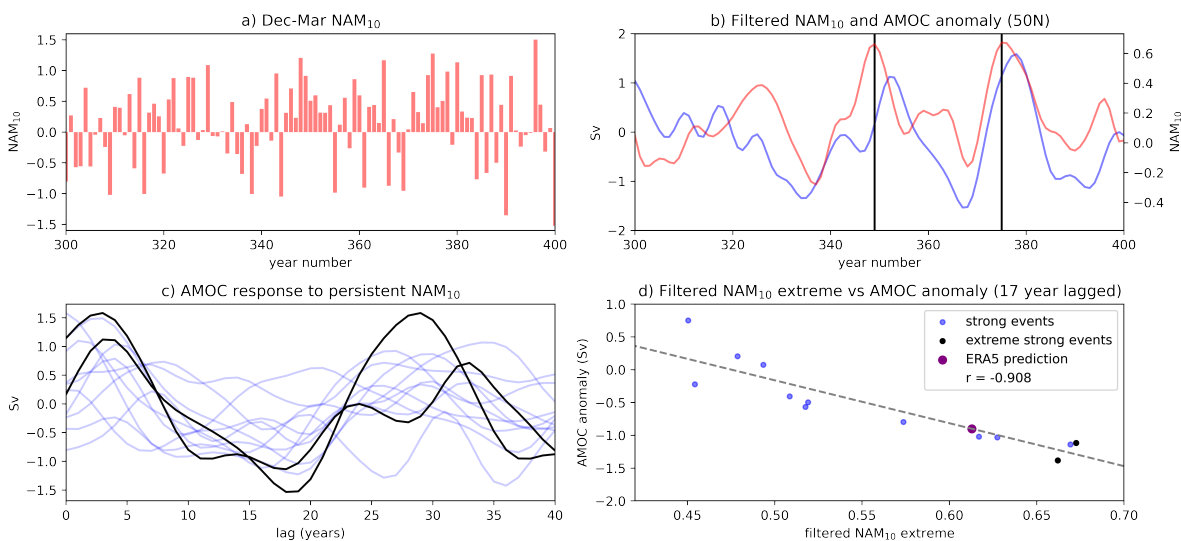 a) Dec-Mar NAM₁₀
1.5
1.0
0.5
0.0
−0.5
−1.0
−1.5
NAM₁₀
300 320 340 360 380 400
year number
b) Filtered NAM₁₀ and AMOC anomaly (50N)
2
1
0
−1
−2
Sv
0.6
0.4
0.2
0.0
−0.2
−0.4
NAM₁₀
300 320 340 360 380 400
year number
c) AMOC response to persistent NAM₁₀
1.5
1.0
0.5
0.0
−0.5
−1.0
−1.5
Sv
0 5 10 15 20 25 30 35 40
lag (years)
d) Filtered NAM₁₀ extreme vs AMOC anomaly (17 year lagged)
1.0
0.5
0.0
−0.5
−1.0
−1.5
−2.0
AMOC anomaly (Sv)
strong events
extreme strong events
ERA5 prediction
r = -0.908
0.45 0.50 0.55 0.60 0.65 0.70
filtered NAM₁₀ extreme